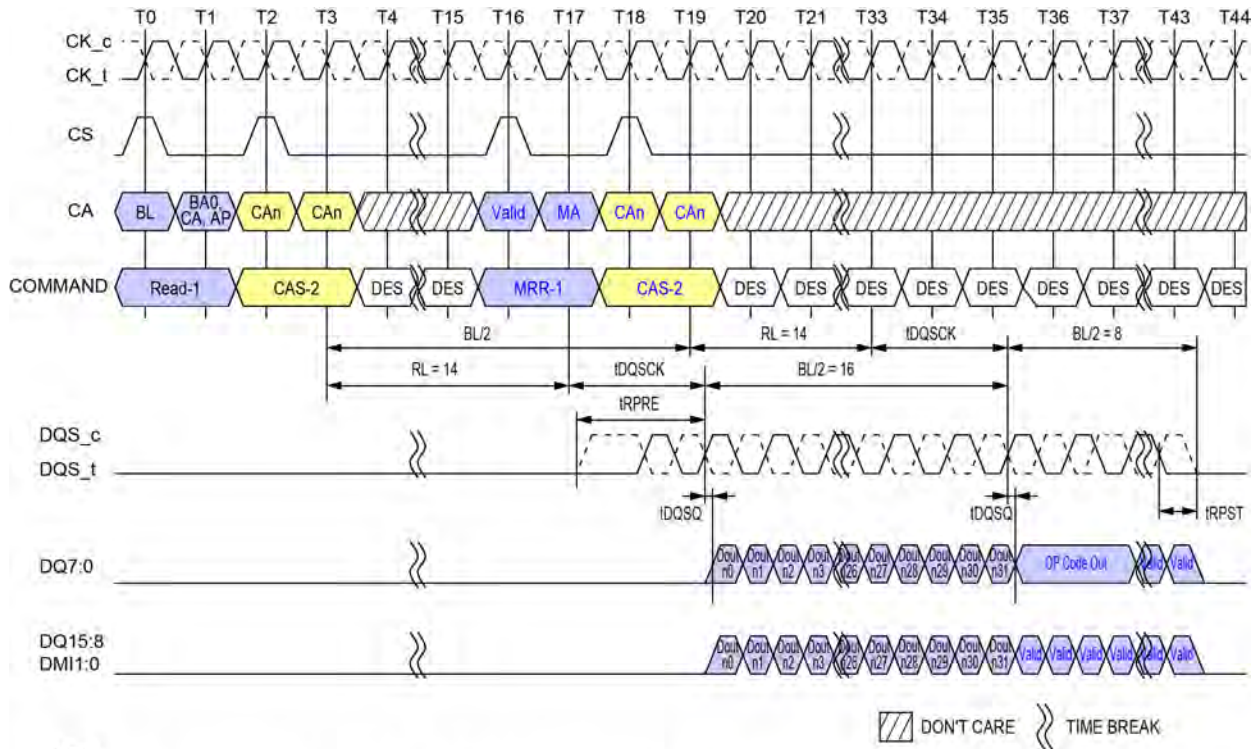 T0 T1 T2 T3 T4 T15 T16 T17 T18 T19 T20 T21 T33 T34 T35 T36 T37 T43 T44
CK_c
CK_t
CS
CA BL BA0, CA, AP CAn CAn Valid MA CAn CAn
COMMAND Read-1 CAS-2 DES DES MRR-1 CAS-2 DES DES DES DES DES DES DES DES DES
BL/2 RL = 14 tDQSCK BL/2 = 8
RL = 14 tDQSCK BL/2 = 16
tRPRE
DQS_c
DQS_t
tDQSQ tDQSQ tRPST
DQ7:0 Dout n0 Dout n1 Dout n2 Dout n3 Dout n26 Dout n27 Dout n28 Dout n29 Dout n30 Dout n31 OP Code Out Valid Valid
DQ15:8
DMI1:0 Dout n0 Dout n1 Dout n2 Dout n3 Dout n26 Dout n27 Dout n28 Dout n29 Dout n30 Dout n31 Valid Valid Valid Valid Valid Valid
DON'T CARE TIME BREAK